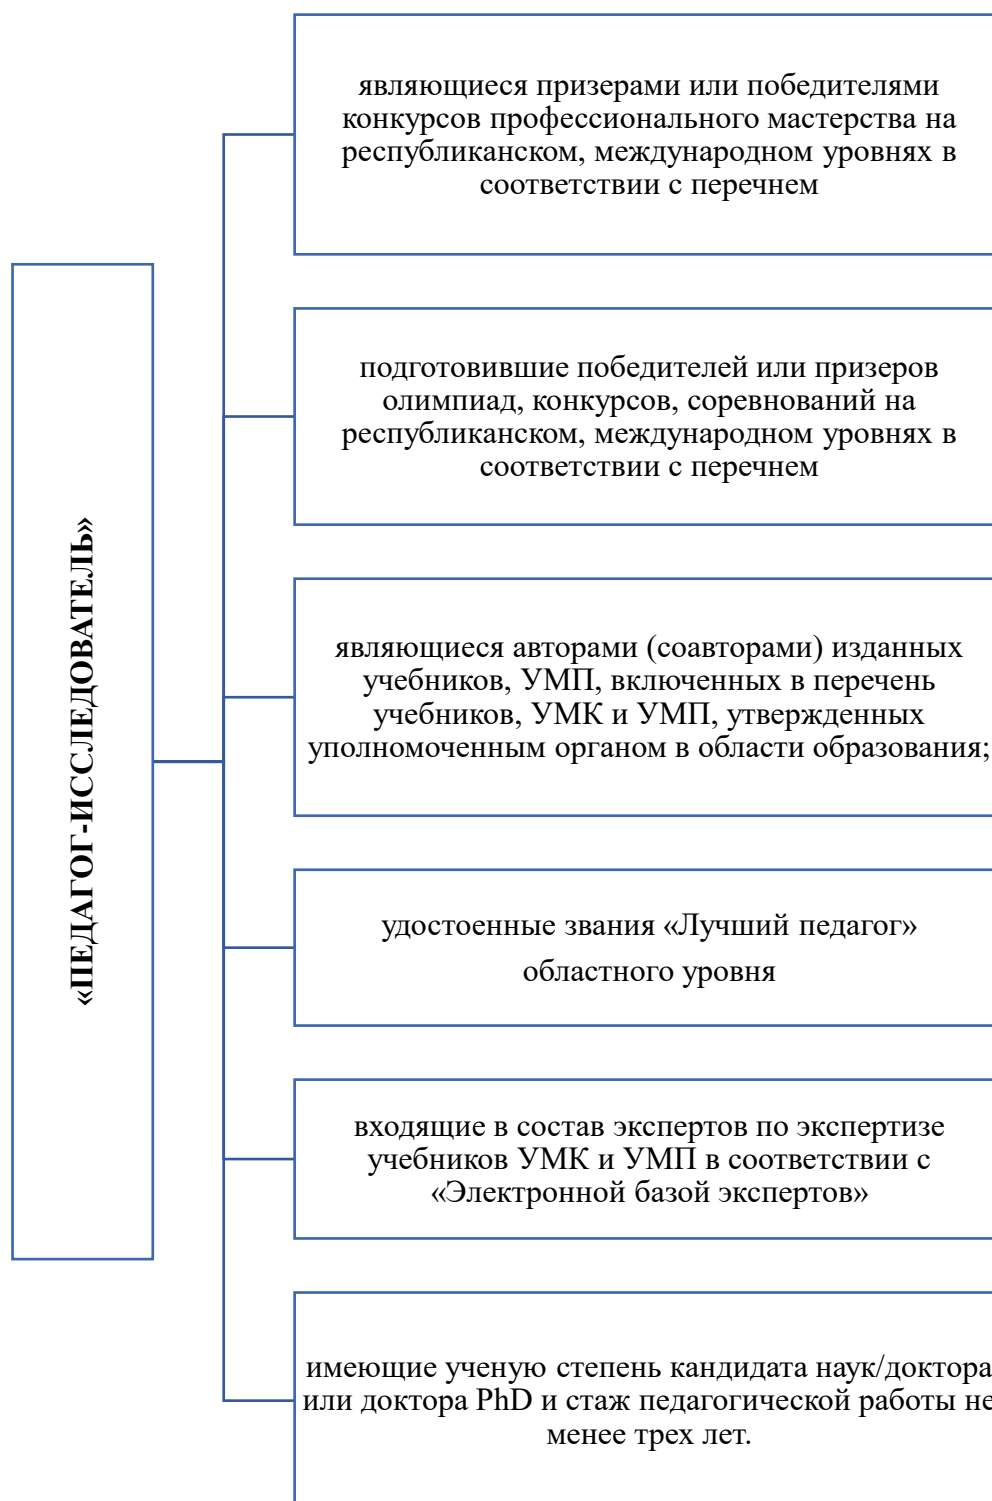 «ПЕДАГОГ-ИССЛЕДОВАТЕЛЬ»
являющиеся призерами или победителями
конкурсов профессионального мастерства на
республиканском, международном уровнях в
соответствии с перечнем
подготовившие победителей или призеров
олимпиад, конкурсов, соревнований на
республиканском, международном уровнях в
соответствии с перечнем
являющиеся авторами (соавторами) изданных
учебников, УМП, включенных в перечень
учебников, УМК и УМП, утвержденных
уполномоченным органом в области образования;
удостоенные звания «Лучший педагог»
областного уровня
входящие в состав экспертов по экспертизе
учебников УМК и УМП в соответствии с
«Электронной базой экспертов»
имеющие ученую степень кандидата наук/доктора
или доктора PhD и стаж педагогической работы не
менее трех лет.